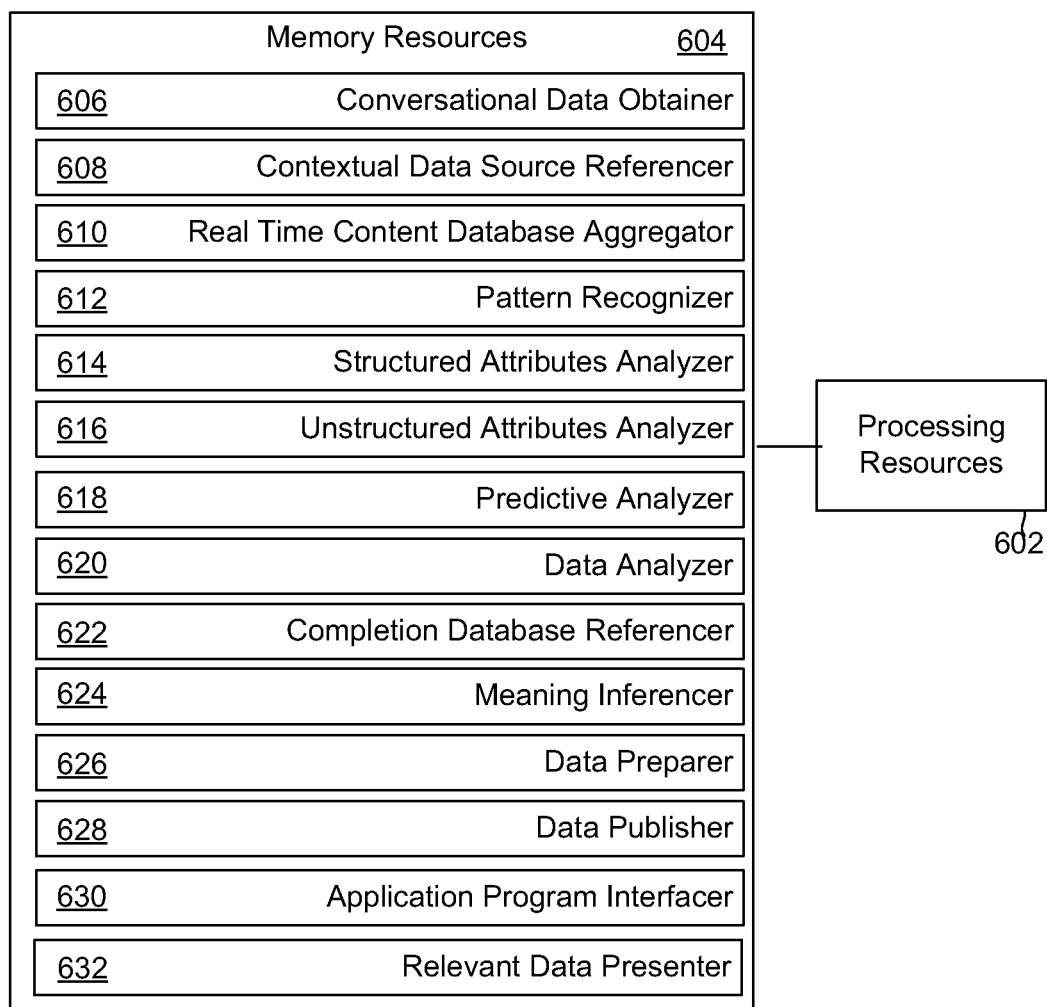 Memory Resources 604
606 Conversational Data Obtainer
608 Contextual Data Source Referencer
610 Real Time Content Database Aggregator
612 Pattern Recognizer
614 Structured Attributes Analyzer
616 Unstructured Attributes Analyzer
618 Predictive Analyzer
620 Data Analyzer
622 Completion Database Referencer
624 Meaning Inferencer
626 Data Preparer
628 Data Publisher
630 Application Program Interfacer
632 Relevant Data Presenter
Processing
Resources
602